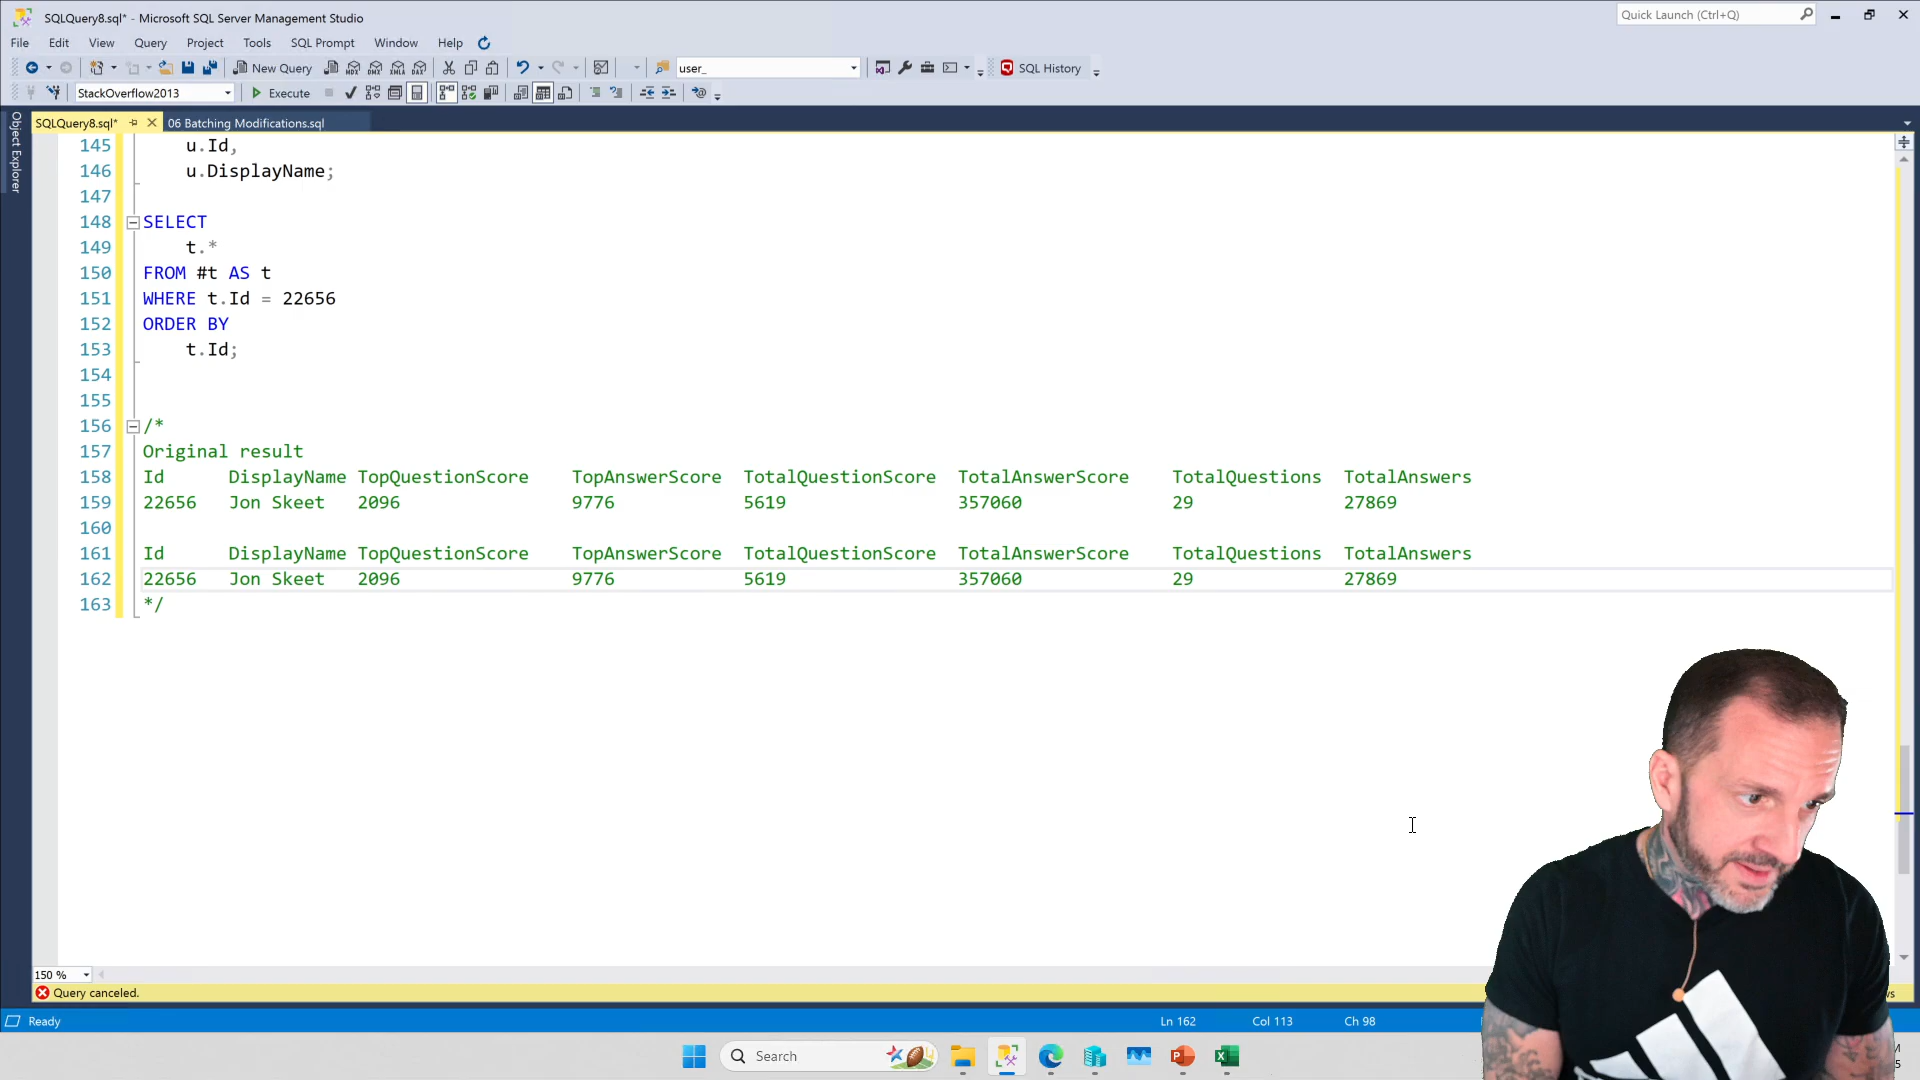 SQLQuery8.sql* - Microsoft SQL Server Management Studio
Quick Launch (Ctrl+Q)
File Edit View Query Project Tools SQL Prompt Window Help
New Query MDX DMX XMLA DAX user_ SQL History
StackOverflow2013 Execute
SQLQuery8.sql* 06 Batching Modifications.sql
Object Explorer
145 u.Id,
146 u.DisplayName;
147
148 SELECT
149 t.*
150 FROM #t AS t
151 WHERE t.Id = 22656
152 ORDER BY
153 t.Id;
154
155
156 /*
157 Original result
158 Id DisplayName TopQuestionScore TopAnswerScore TotalQuestionScore TotalAnswerScore TotalQuestions TotalAnswers
159 22656 Jon Skeet 2096 9776 5619 357060 29 27869
160
161 Id DisplayName TopQuestionScore TopAnswerScore TotalQuestionScore TotalAnswerScore TotalQuestions TotalAnswers
162 22656 Jon Skeet 2096 9776 5619 357060 29 27869
163 */
150 %
Query canceled.
Ready Ln 162 Col 113 Ch 98
Search